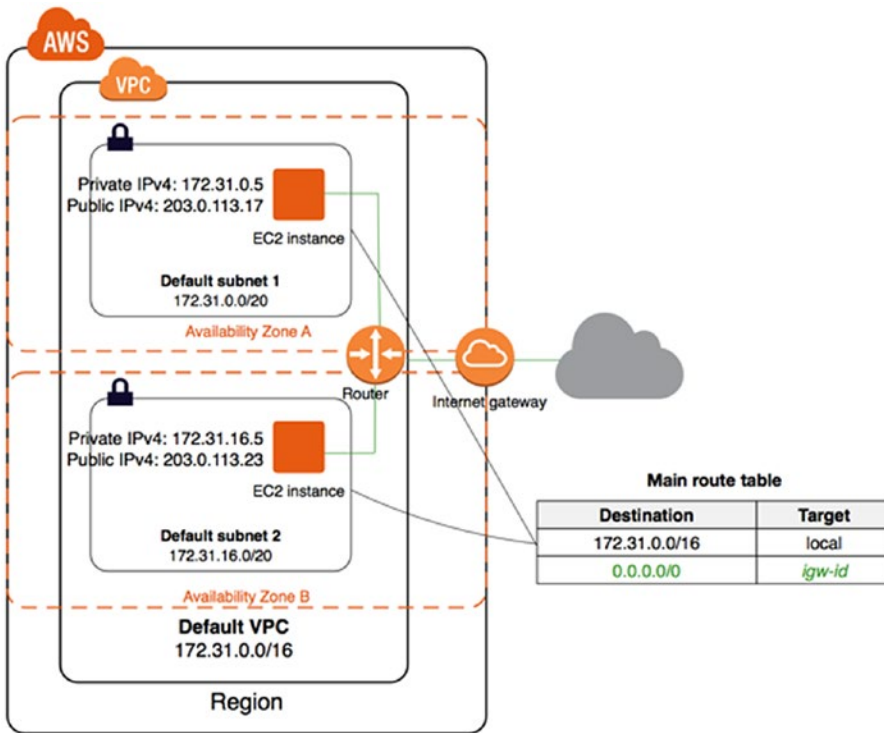 AWS
VPC
Private IPv4: 172.31.0.5
Public IPv4: 203.0.113.17
EC2 instance
Default subnet 1
172.31.0.0/20
Availability Zone A
Router
Internet gateway
Private IPv4: 172.31.16.5
Public IPv4: 203.0.113.23
EC2 instance
Default subnet 2
172.31.16.0/20
Availability Zone B
Default VPC
172.31.0.0/16
Region
Main route table
Destination Target
172.31.0.0/16 local
0.0.0.0/0 igw-id